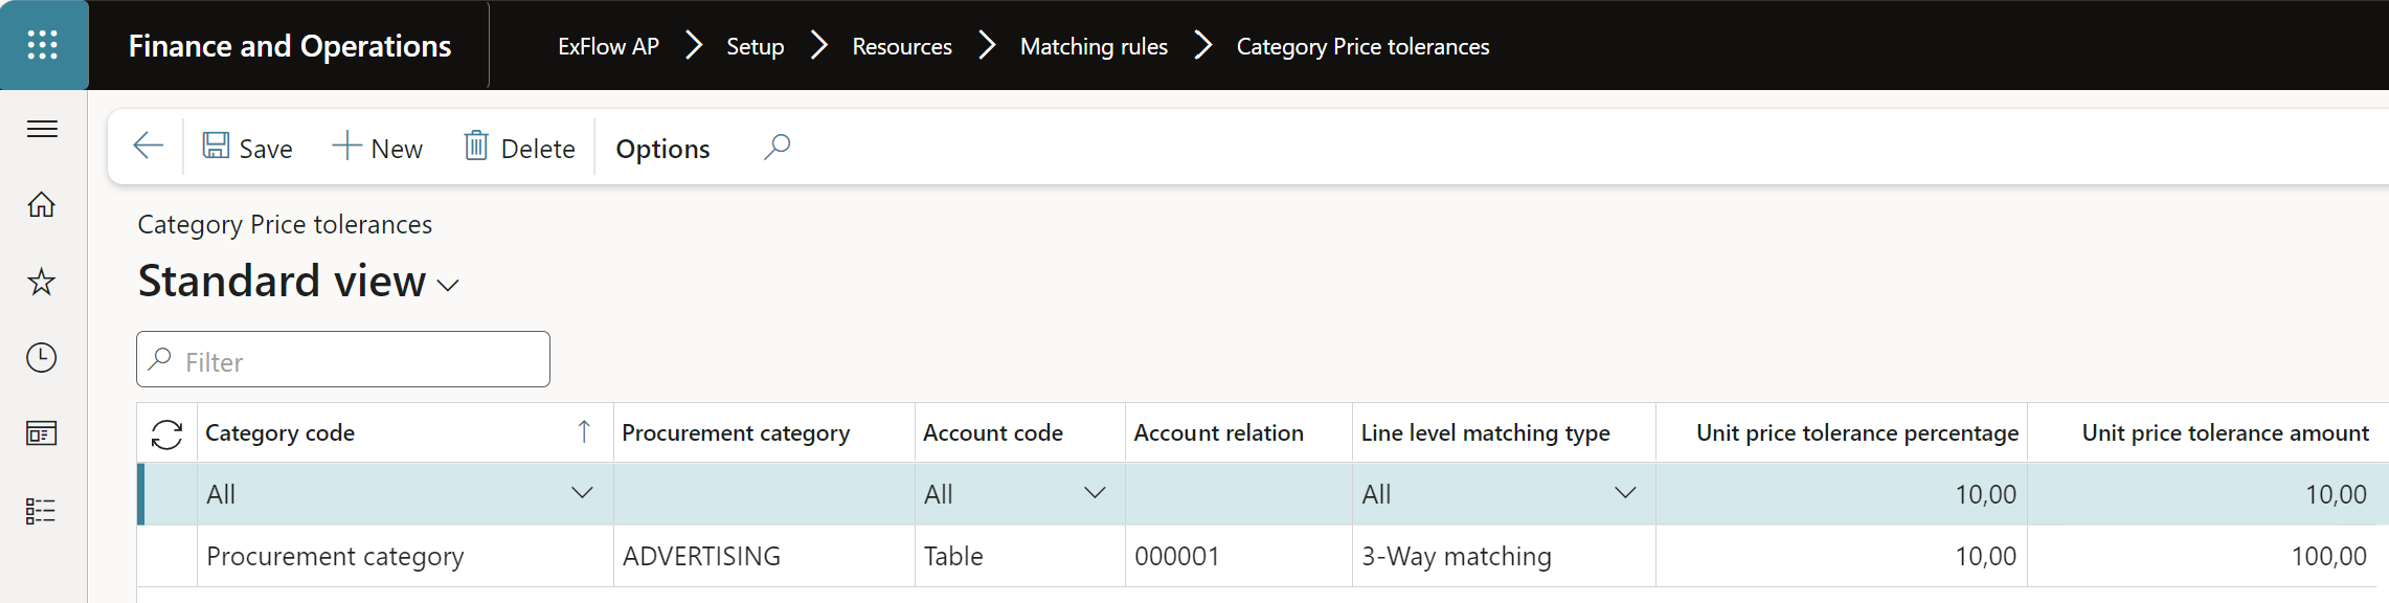 Finance and Operations ExFlow AP Setup Resources Matching rules Category Price tolerances
Save New Delete Options
Category Price tolerances
Standard view
Filter
Category code Procurement category Account code Account relation Line level matching type Unit price tolerance percentage Unit price tolerance amount
All All All 10,00 10,00
Procurement category ADVERTISING Table 000001 3-Way matching 10,00 100,00